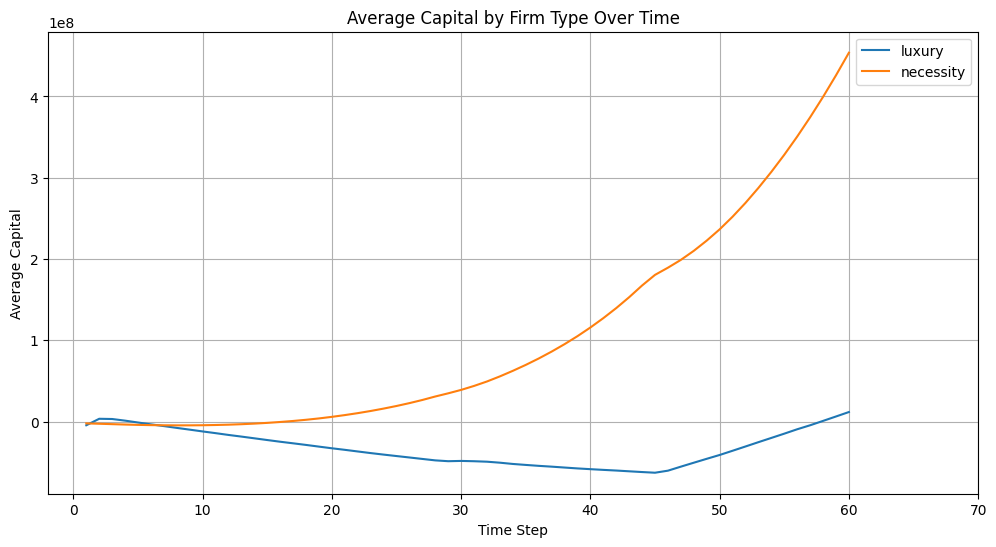 Average Capital by Firm Type Over Time
1e8
luxury
necessity
4
3
2
1
0
Average Capital
0 10 20 30 40 50 60 70
Time Step